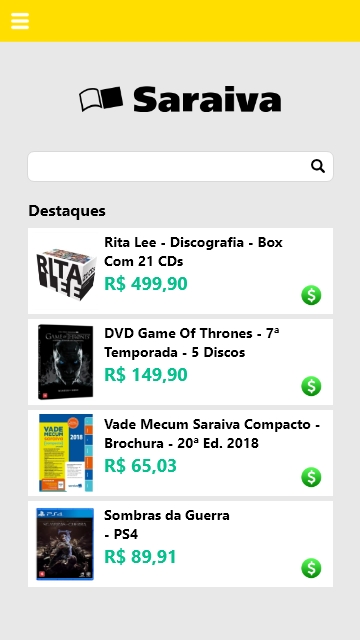 Saraiva
Destaques
Rita Lee - Discografia - Box
Com 21 CDs
R$ 499,90
RITA
LEE
DVD Game Of Thrones - 7ª
Temporada - 5 Discos
R$ 149,90
GAME OF THRONES
Vade Mecum Saraiva Compacto -
Brochura - 20ª Ed. 2018
R$ 65,03
VADE
MECUM
SARAIVA
2018
Sombras da Guerra
- PS4
R$ 89,91
PS4